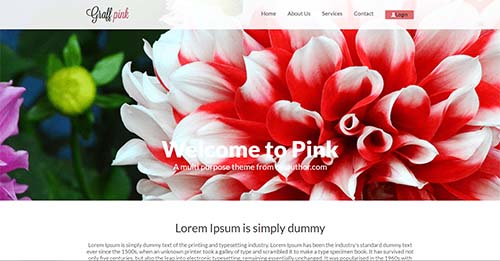 Graff pink
Home About Us Services Contact Login
Welcome to Pink
A multi purpose theme from
author.com
Lorem Ipsum is simply dummy
Lorem Ipsum is simply dummy text of the printing and typesetting industry. Lorem Ipsum has been the industry's standard dummy text
ever since the 1500s, when an unknown printer took a galley of type and scrambled it to make a type specimen book. It has survived not
only five centuries, but also the leap into electronic typesetting, remaining essentially unchanged. It was popularised in the 1960s with